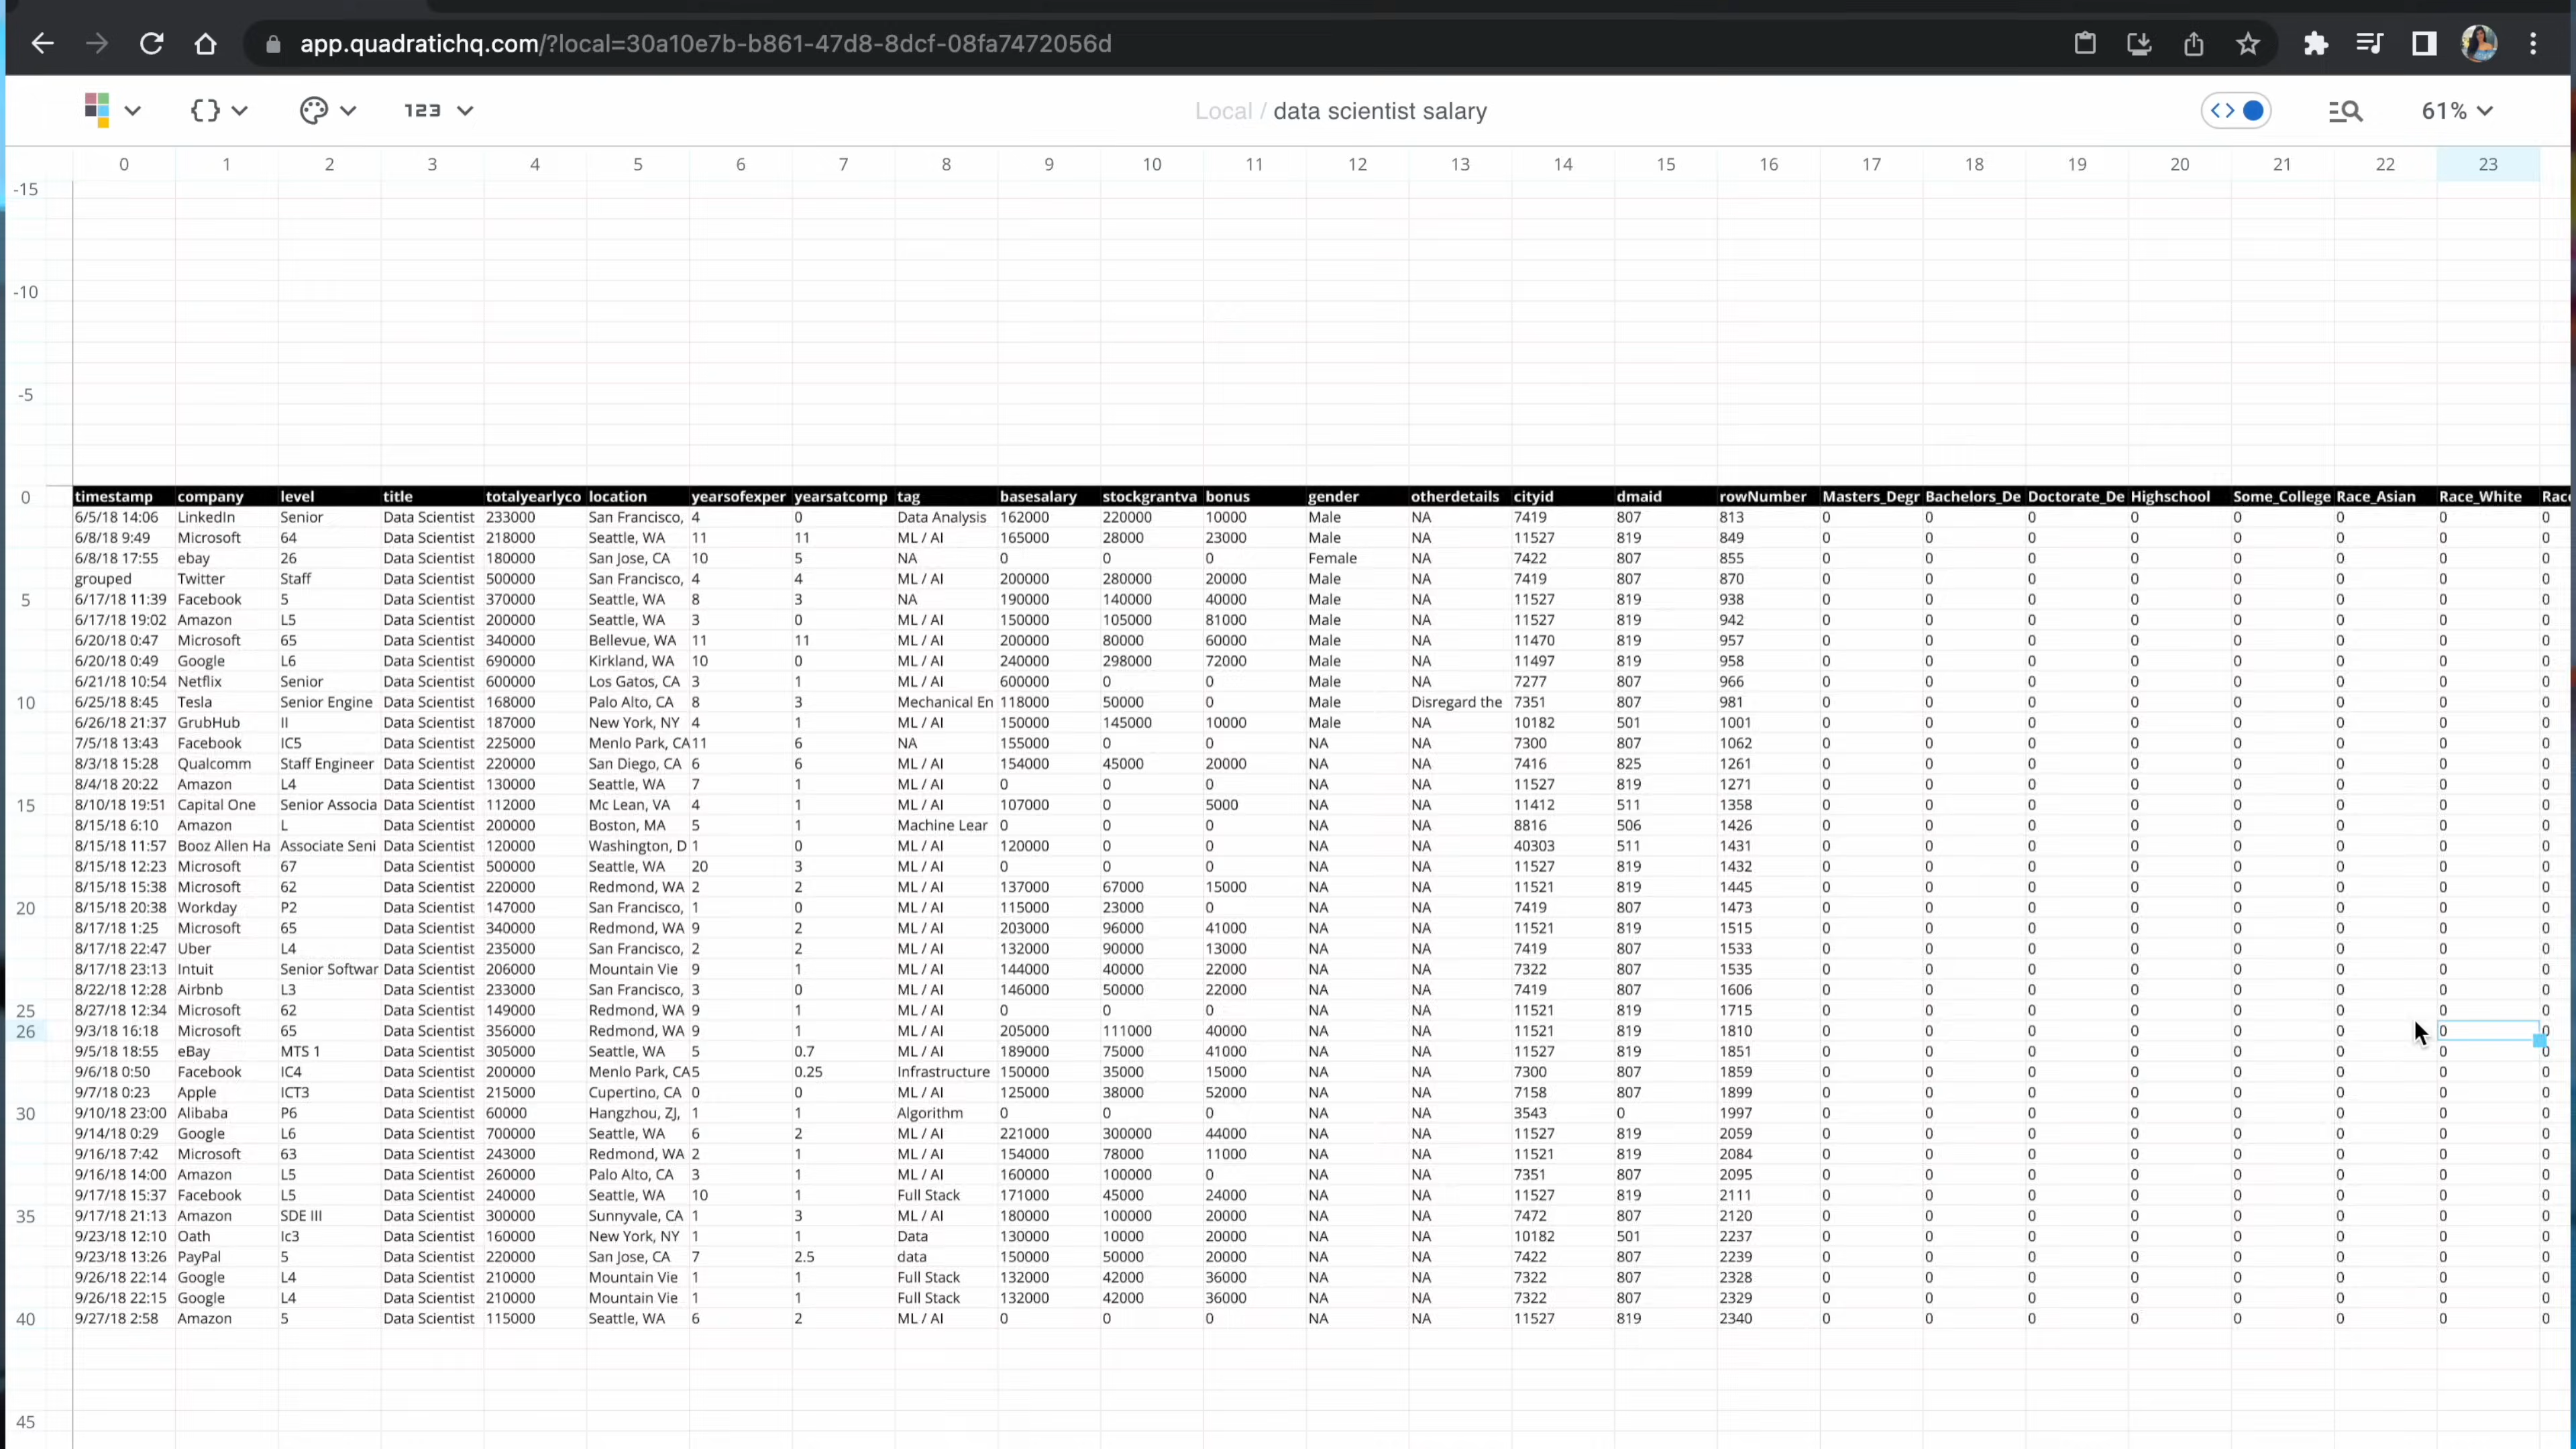 app.quadratichq.com/?local=30a10e7b-b861-47d8-8dcf-08fa7472056d
{} 123 Local / data scientist salary <> 61%
0 1 2 3 4 5 6 7 8 9 10 11 12 13 14 15 16 17 18 19 20 21 22 23
-15
-10
-5
0 timestamp company level title totalyearlyco location yearsofexper yearsatcomp tag basesalary stockgrantva bonus gender otherdetails cityid dmaid rowNumber Masters_Degr Bachelors_De Doctorate_De Highschool Some_College Race_Asian Race_White Rac
6/5/18 14:06 LinkedIn Senior Data Scientist 233000 San Francisco, 4 0 Data Analysis 162000 220000 10000 Male NA 7419 807 813 0 0 0 0 0 0 0 0
6/8/18 9:49 Microsoft 64 Data Scientist 218000 Seattle, WA 11 11 ML / AI 165000 28000 23000 Male NA 11527 819 849 0 0 0 0 0 0 0 0
6/8/18 17:55 ebay 26 Data Scientist 180000 San Jose, CA 10 5 NA 0 0 0 Female NA 7422 807 855 0 0 0 0 0 0 0 0
grouped Twitter Staff Data Scientist 500000 San Francisco, 4 4 ML / AI 200000 280000 20000 Male NA 7419 807 870 0 0 0 0 0 0 0 0
5 6/17/18 11:39 Facebook 5 Data Scientist 370000 Seattle, WA 8 3 NA 190000 140000 40000 Male NA 11527 819 938 0 0 0 0 0 0 0 0
6/17/18 19:02 Amazon L5 Data Scientist 200000 Seattle, WA 3 0 ML / AI 150000 105000 81000 Male NA 11527 819 942 0 0 0 0 0 0 0 0
6/20/18 0:47 Microsoft 65 Data Scientist 340000 Bellevue, WA 11 11 ML / AI 200000 80000 60000 Male NA 11470 819 957 0 0 0 0 0 0 0 0
6/20/18 0:49 Google L6 Data Scientist 690000 Kirkland, WA 10 0 ML / AI 240000 298000 72000 Male NA 11497 819 958 0 0 0 0 0 0 0 0
6/21/18 10:54 Netflix Senior Data Scientist 600000 Los Gatos, CA 3 1 ML / AI 600000 0 0 Male NA 7277 807 966 0 0 0 0 0 0 0 0
10 6/25/18 8:45 Tesla Senior Engine Data Scientist 168000 Palo Alto, CA 8 3 Mechanical En 118000 50000 0 Male Disregard the 7351 807 981 0 0 0 0 0 0 0 0
6/26/18 21:37 GrubHub II Data Scientist 187000 New York, NY 4 1 ML / AI 150000 145000 10000 Male NA 10182 501 1001 0 0 0 0 0 0 0 0
7/5/18 13:43 Facebook IC5 Data Scientist 225000 Menlo Park, CA 11 6 NA 155000 0 0 NA NA 7300 807 1062 0 0 0 0 0 0 0 0
8/3/18 15:28 Qualcomm Staff Engineer Data Scientist 220000 San Diego, CA 6 6 ML / AI 154000 45000 20000 NA NA 7416 825 1261 0 0 0 0 0 0 0 0
8/4/18 20:22 Amazon L4 Data Scientist 130000 Seattle, WA 7 1 ML / AI 0 0 0 NA NA 11527 819 1271 0 0 0 0 0 0 0 0
15 8/10/18 19:51 Capital One Senior Associa Data Scientist 112000 Mc Lean, VA 4 1 ML / AI 107000 0 5000 NA NA 11412 511 1358 0 0 0 0 0 0 0 0
8/15/18 6:10 Amazon L Data Scientist 200000 Boston, MA 5 1 Machine Lear 0 0 0 NA NA 8816 506 1426 0 0 0 0 0 0 0 0
8/15/18 11:57 Booz Allen Ha Associate Seni Data Scientist 120000 Washington, D 1 0 ML / AI 120000 0 0 NA NA 40303 511 1431 0 0 0 0 0 0 0 0
8/15/18 12:23 Microsoft 67 Data Scientist 500000 Seattle, WA 20 3 ML / AI 0 0 0 NA NA 11527 819 1432 0 0 0 0 0 0 0 0
8/15/18 15:38 Microsoft 62 Data Scientist 220000 Redmond, WA 2 2 ML / AI 137000 67000 15000 NA NA 11521 819 1445 0 0 0 0 0 0 0 0
20 8/15/18 20:38 Workday P2 Data Scientist 147000 San Francisco, 1 0 ML / AI 115000 23000 0 NA NA 7419 807 1473 0 0 0 0 0 0 0 0
8/17/18 1:25 Microsoft 65 Data Scientist 340000 Redmond, WA 9 2 ML / AI 203000 96000 41000 NA NA 11521 819 1515 0 0 0 0 0 0 0 0
8/17/18 22:47 Uber L4 Data Scientist 235000 San Francisco, 2 2 ML / AI 132000 90000 13000 NA NA 7419 807 1533 0 0 0 0 0 0 0 0
8/17/18 23:13 Intuit Senior Softwar Data Scientist 206000 Mountain Vie 9 1 ML / AI 144000 40000 22000 NA NA 7322 807 1535 0 0 0 0 0 0 0 0
8/22/18 12:28 Airbnb L3 Data Scientist 233000 San Francisco, 3 0 ML / AI 146000 50000 22000 NA NA 7419 807 1606 0 0 0 0 0 0 0 0
25 8/27/18 12:34 Microsoft 62 Data Scientist 149000 Redmond, WA 9 1 ML / AI 0 0 0 NA NA 11521 819 1715 0 0 0 0 0 0 0 0
26 9/3/18 16:18 Microsoft 65 Data Scientist 356000 Redmond, WA 9 1 ML / AI 205000 111000 40000 NA NA 11521 819 1810 0 0 0 0 0 0 0 0
9/5/18 18:55 eBay MTS 1 Data Scientist 305000 Seattle, WA 5 0.7 ML / AI 189000 75000 41000 NA NA 11527 819 1851 0 0 0 0 0 0 0 0
9/6/18 0:50 Facebook IC4 Data Scientist 200000 Menlo Park, CA 5 0.25 Infrastructure 150000 35000 15000 NA NA 7300 807 1859 0 0 0 0 0 0 0 0
9/7/18 0:23 Apple ICT3 Data Scientist 215000 Cupertino, CA 0 0 ML / AI 125000 38000 52000 NA NA 7158 807 1899 0 0 0 0 0 0 0 0
30 9/10/18 23:00 Alibaba P6 Data Scientist 60000 Hangzhou, ZJ, 1 1 Algorithm 0 0 0 NA NA 3543 0 1997 0 0 0 0 0 0 0 0
9/14/18 0:29 Google L6 Data Scientist 700000 Seattle, WA 6 2 ML / AI 221000 300000 44000 NA NA 11527 819 2059 0 0 0 0 0 0 0 0
9/16/18 7:42 Microsoft 63 Data Scientist 243000 Redmond, WA 2 1 ML / AI 154000 78000 11000 NA NA 11521 819 2084 0 0 0 0 0 0 0 0
9/16/18 14:00 Amazon L5 Data Scientist 260000 Palo Alto, CA 3 1 ML / AI 160000 100000 0 NA NA 7351 807 2095 0 0 0 0 0 0 0 0
9/17/18 15:37 Facebook L5 Data Scientist 240000 Seattle, WA 10 1 Full Stack 171000 45000 24000 NA NA 11527 819 2111 0 0 0 0 0 0 0 0
35 9/17/18 21:13 Amazon SDE III Data Scientist 300000 Sunnyvale, CA 1 3 ML / AI 180000 100000 20000 NA NA 7472 807 2120 0 0 0 0 0 0 0 0
9/23/18 12:10 Oath Ic3 Data Scientist 160000 New York, NY 1 1 Data 130000 10000 20000 NA NA 10182 501 2237 0 0 0 0 0 0 0 0
9/23/18 13:26 PayPal 5 Data Scientist 220000 San Jose, CA 7 2.5 data 150000 50000 20000 NA NA 7422 807 2239 0 0 0 0 0 0 0 0
9/26/18 22:14 Google L4 Data Scientist 210000 Mountain Vie 1 1 Full Stack 132000 42000 36000 NA NA 7322 807 2328 0 0 0 0 0 0 0 0
9/26/18 22:15 Google L4 Data Scientist 210000 Mountain Vie 1 1 Full Stack 132000 42000 36000 NA NA 7322 807 2329 0 0 0 0 0 0 0 0
40 9/27/18 2:58 Amazon 5 Data Scientist 115000 Seattle, WA 6 2 ML / AI 0 0 0 NA NA 11527 819 2340 0 0 0 0 0 0 0 0
45